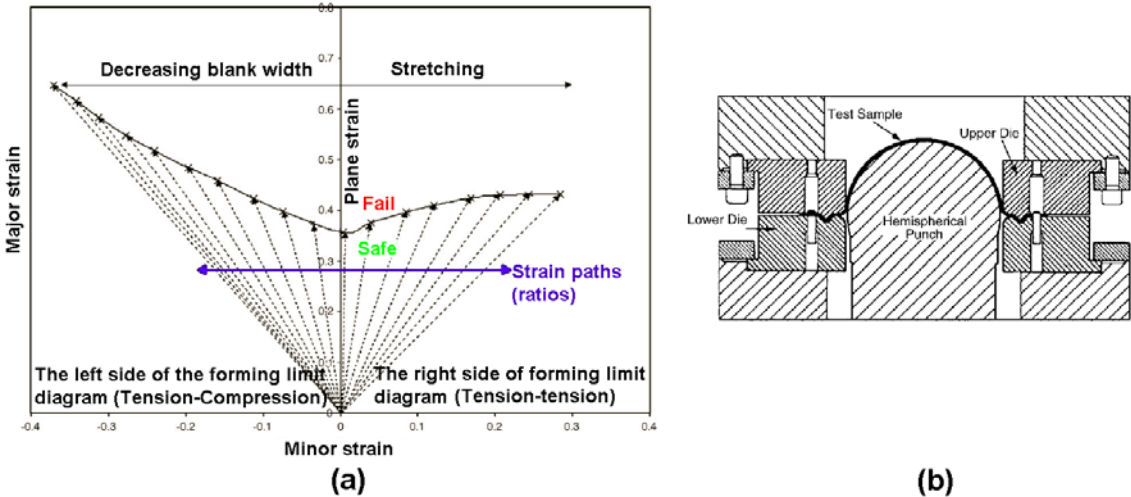 0.8
0.7
Decreasing blank width
Stretching
0.6
0.5
0.4
Plane strain
Fail
Safe
0.3
Strain paths
(ratios)
0.2
0.1
The left side of the forming limit
diagram (Tension-Compression)
The right side of forming limit
diagram (Tension-tension)
0
-0.4 -0.3 -0.2 -0.1 0 0.1 0.2 0.3 0.4
Major strain
Minor strain
(a)
Test Sample
Upper Die
Lower Die
Hemispherical
Punch
(b)